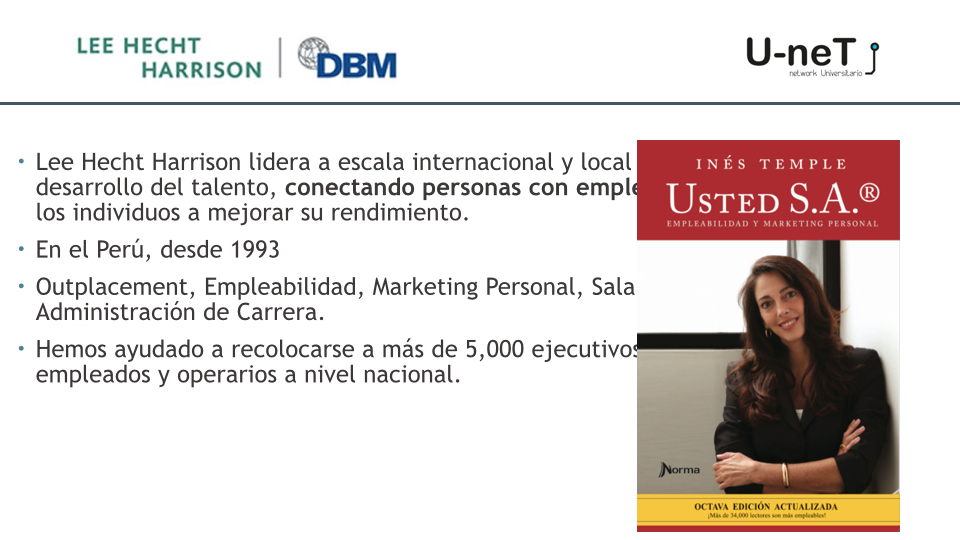 LEE HECHT
HARRISON
DBM
U-neT
network Universitario
• Lee Hecht Harrison lidera a escala internacional y local
desarrollo del talento, conectando personas con
los individuos a mejorar su rendimiento.
• En el Perú, desde 1993
• Outplacement, Empleabilidad, Marketing Personal, Sala
Administración de Carrera.
• Hemos ayudado a recolocarse a más de 5,000 ejecutivos
empleados y operarios a nivel nacional.
INÉS TEMPLE
USTED S.A.®
EMPLEABILIDAD Y MARKETING PERSONAL
Norma
OCTAVA EDICIÓN ACTUALIZADA
¡Más de 34,000 lectores son más empleables!